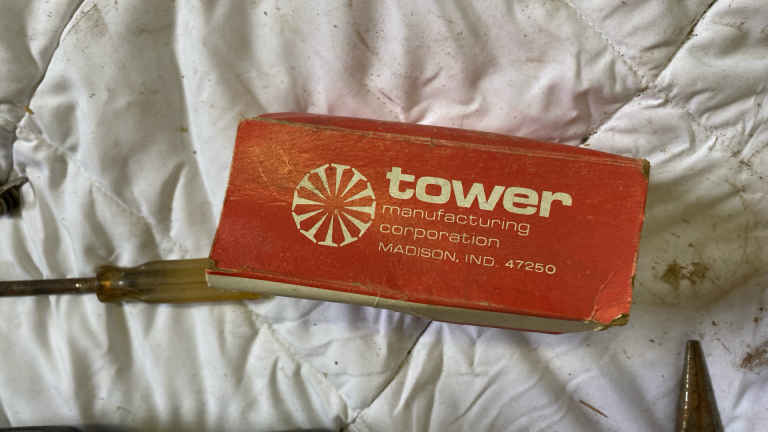 tower
manufacturing
corporation
MADISON, IND. 47250